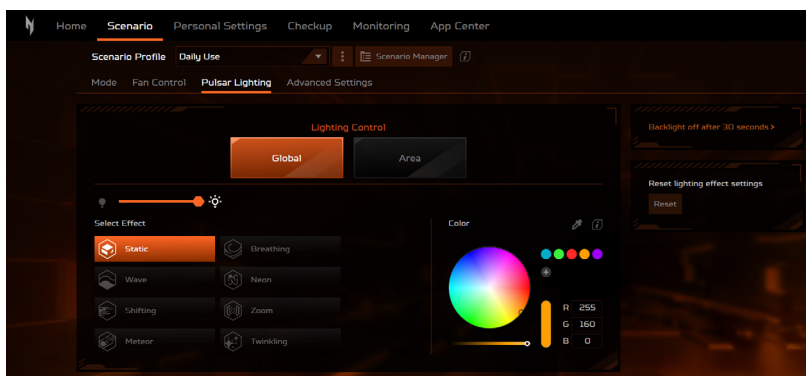 Home Scenario Personal Settings Checkup Monitoring App Center
Scenario Profile Daily Use Scenario Manager
Mode Fan Control Pulsar Lighting Advanced Settings
Lighting Control
Global Area
Backlight off after 30 seconds >
Reset lighting effect settings
Reset
Select Effect
Color
Static Breathing
Wave Neon
Shifting Zoom
Meteor Twinkling
R 255
G 160
B 0